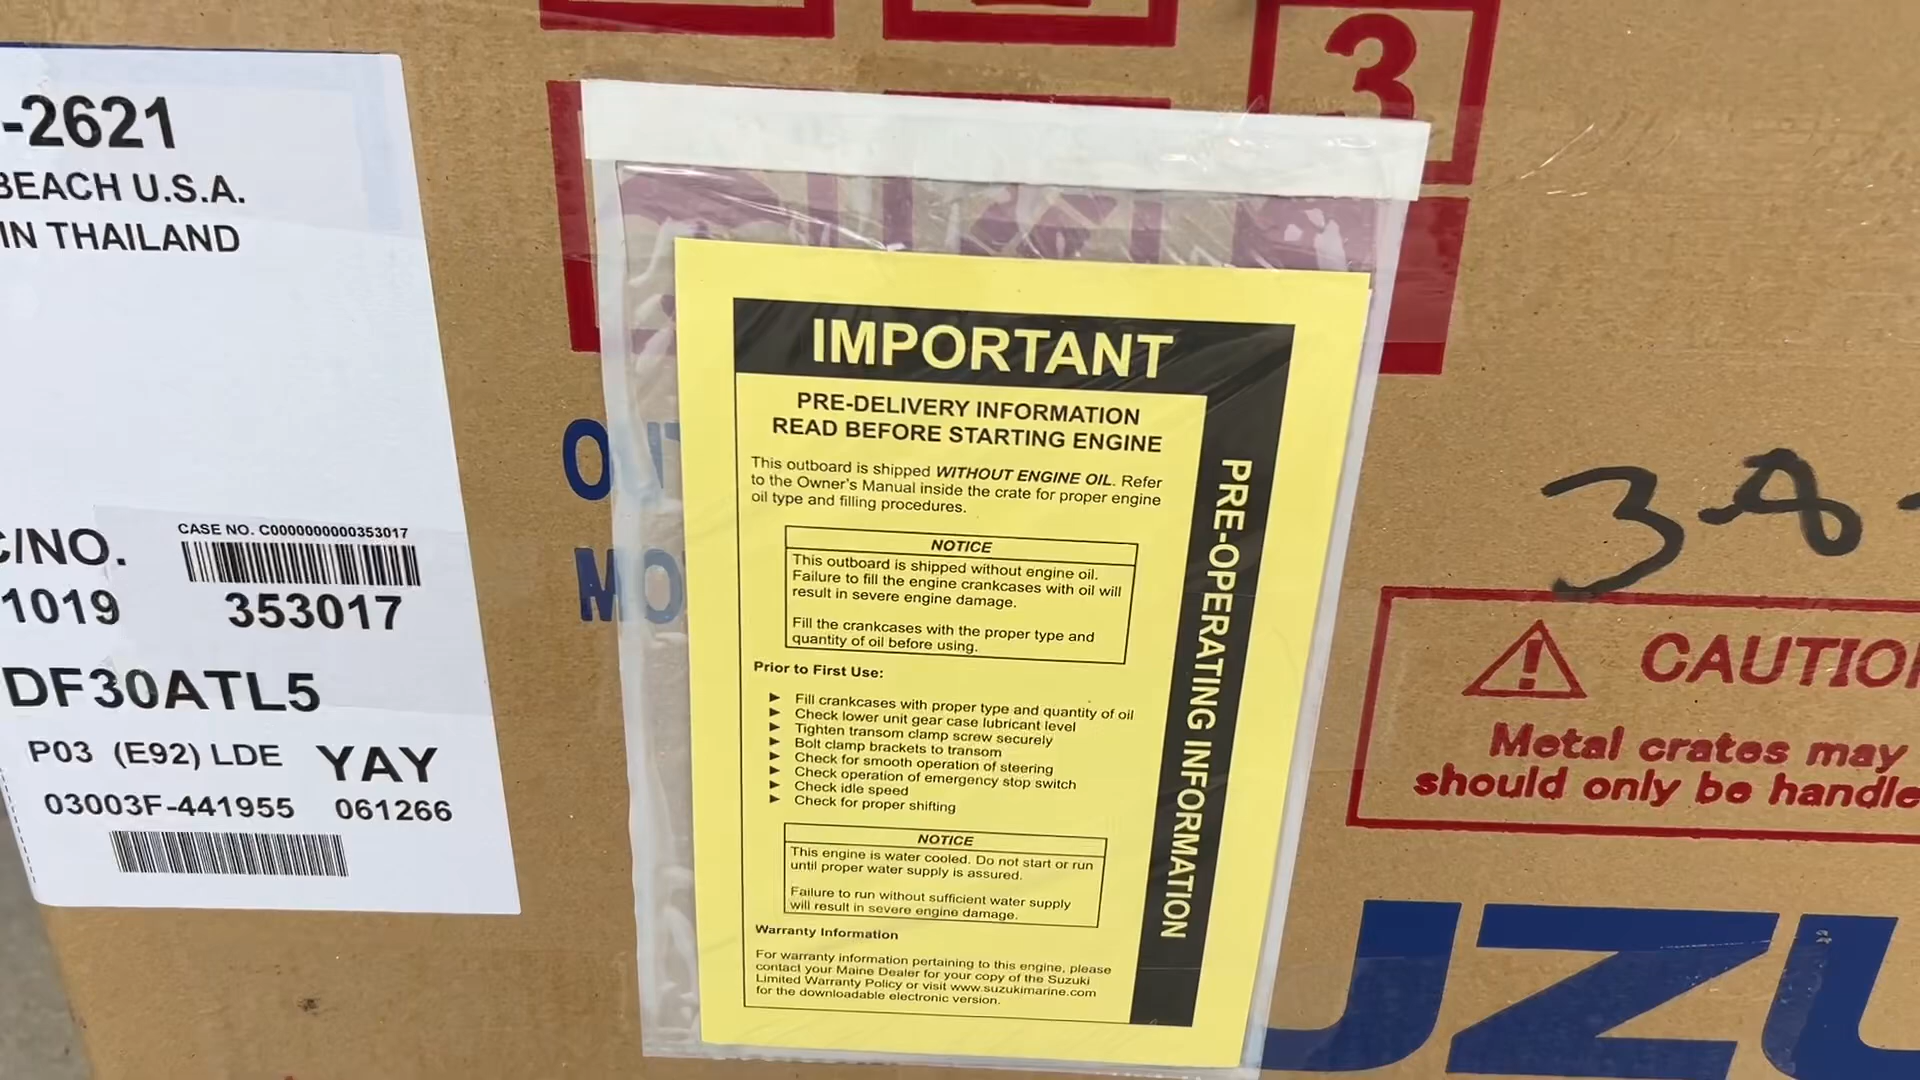 3
-2621
BEACH U.S.A.
IN THAILAND
C/NO.
1019
CASE NO. C0000000000353017
353017
DF30ATL5
P03 (E92) LDE YAY
03003F-441955 061266
OUT
MO
IMPORTANT
PRE-DELIVERY INFORMATION
READ BEFORE STARTING ENGINE
This outboard is shipped WITHOUT ENGINE OIL. Refer
to the Owner's Manual inside the crate for proper engine
oil type and filling procedures.
NOTICE
This outboard is shipped without engine oil.
Failure to fill the engine crankcases with oil will
result in severe engine damage.
Fill the crankcases with the proper type and
quantity of oil before using.
Prior to First Use:
► Fill crankcases with proper type and quantity of oil
► Check lower unit gear case lubricant level
► Tighten transom clamp screw securely
► Bolt clamp brackets to transom
► Check for smooth operation of steering
► Check operation of emergency stop switch
► Check idle speed
► Check for proper shifting
NOTICE
This engine is water cooled. Do not start or run
until proper water supply is assured.
Failure to run without sufficient water supply
will result in severe engine damage.
Warranty Information
For warranty information pertaining to this engine, please
contact your Maine Dealer for your copy of the Suzuki
Limited Warranty Policy or visit www.suzukimarine.com
for the downloadable electronic version.
PRE-OPERATING INFORMATION
3-8-
CAUTIO
Metal crates may
should only be handle
UZU